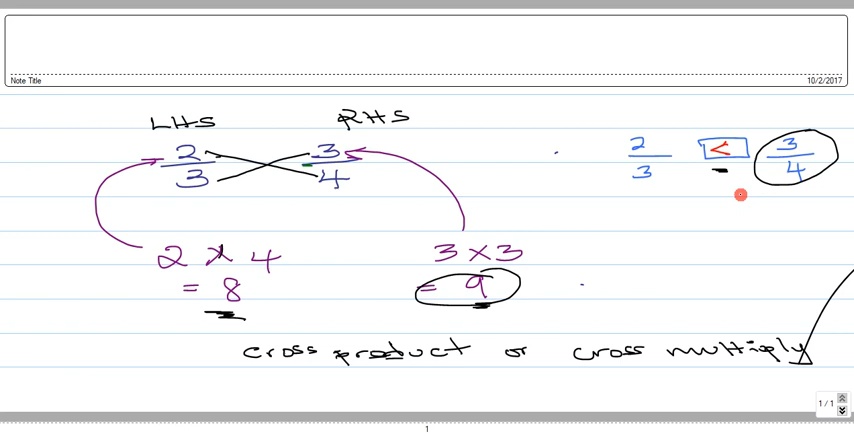 Note Title
10/2/2017
LHS RHS
2/3 3/4
2/3 < 3/4
2 × 4 3 × 3
= 8 = 9
cross product or cross multiply
1 / 1
1